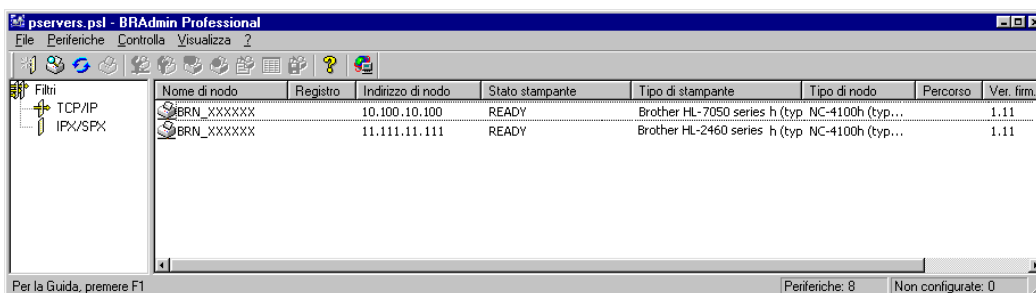 pservers.psl - BRAdmin Professional
File Periferiche Controlla Visualizza ?
Filtri
TCP/IP
IPX/SPX
Nome di nodo Registro Indirizzo di nodo Stato stampante Tipo di stampante Tipo di nodo Percorso Ver. firm.
BRN_XXXXXX 10.100.10.100 READY Brother HL-7050 series h (typ NC-4100h (typ... 1.11
BRN_XXXXXX 11.111.11.111 READY Brother HL-2460 series h (typ NC-4100h (typ... 1.11
Per la Guida, premere F1 Periferiche: 8 Non configurate: 0